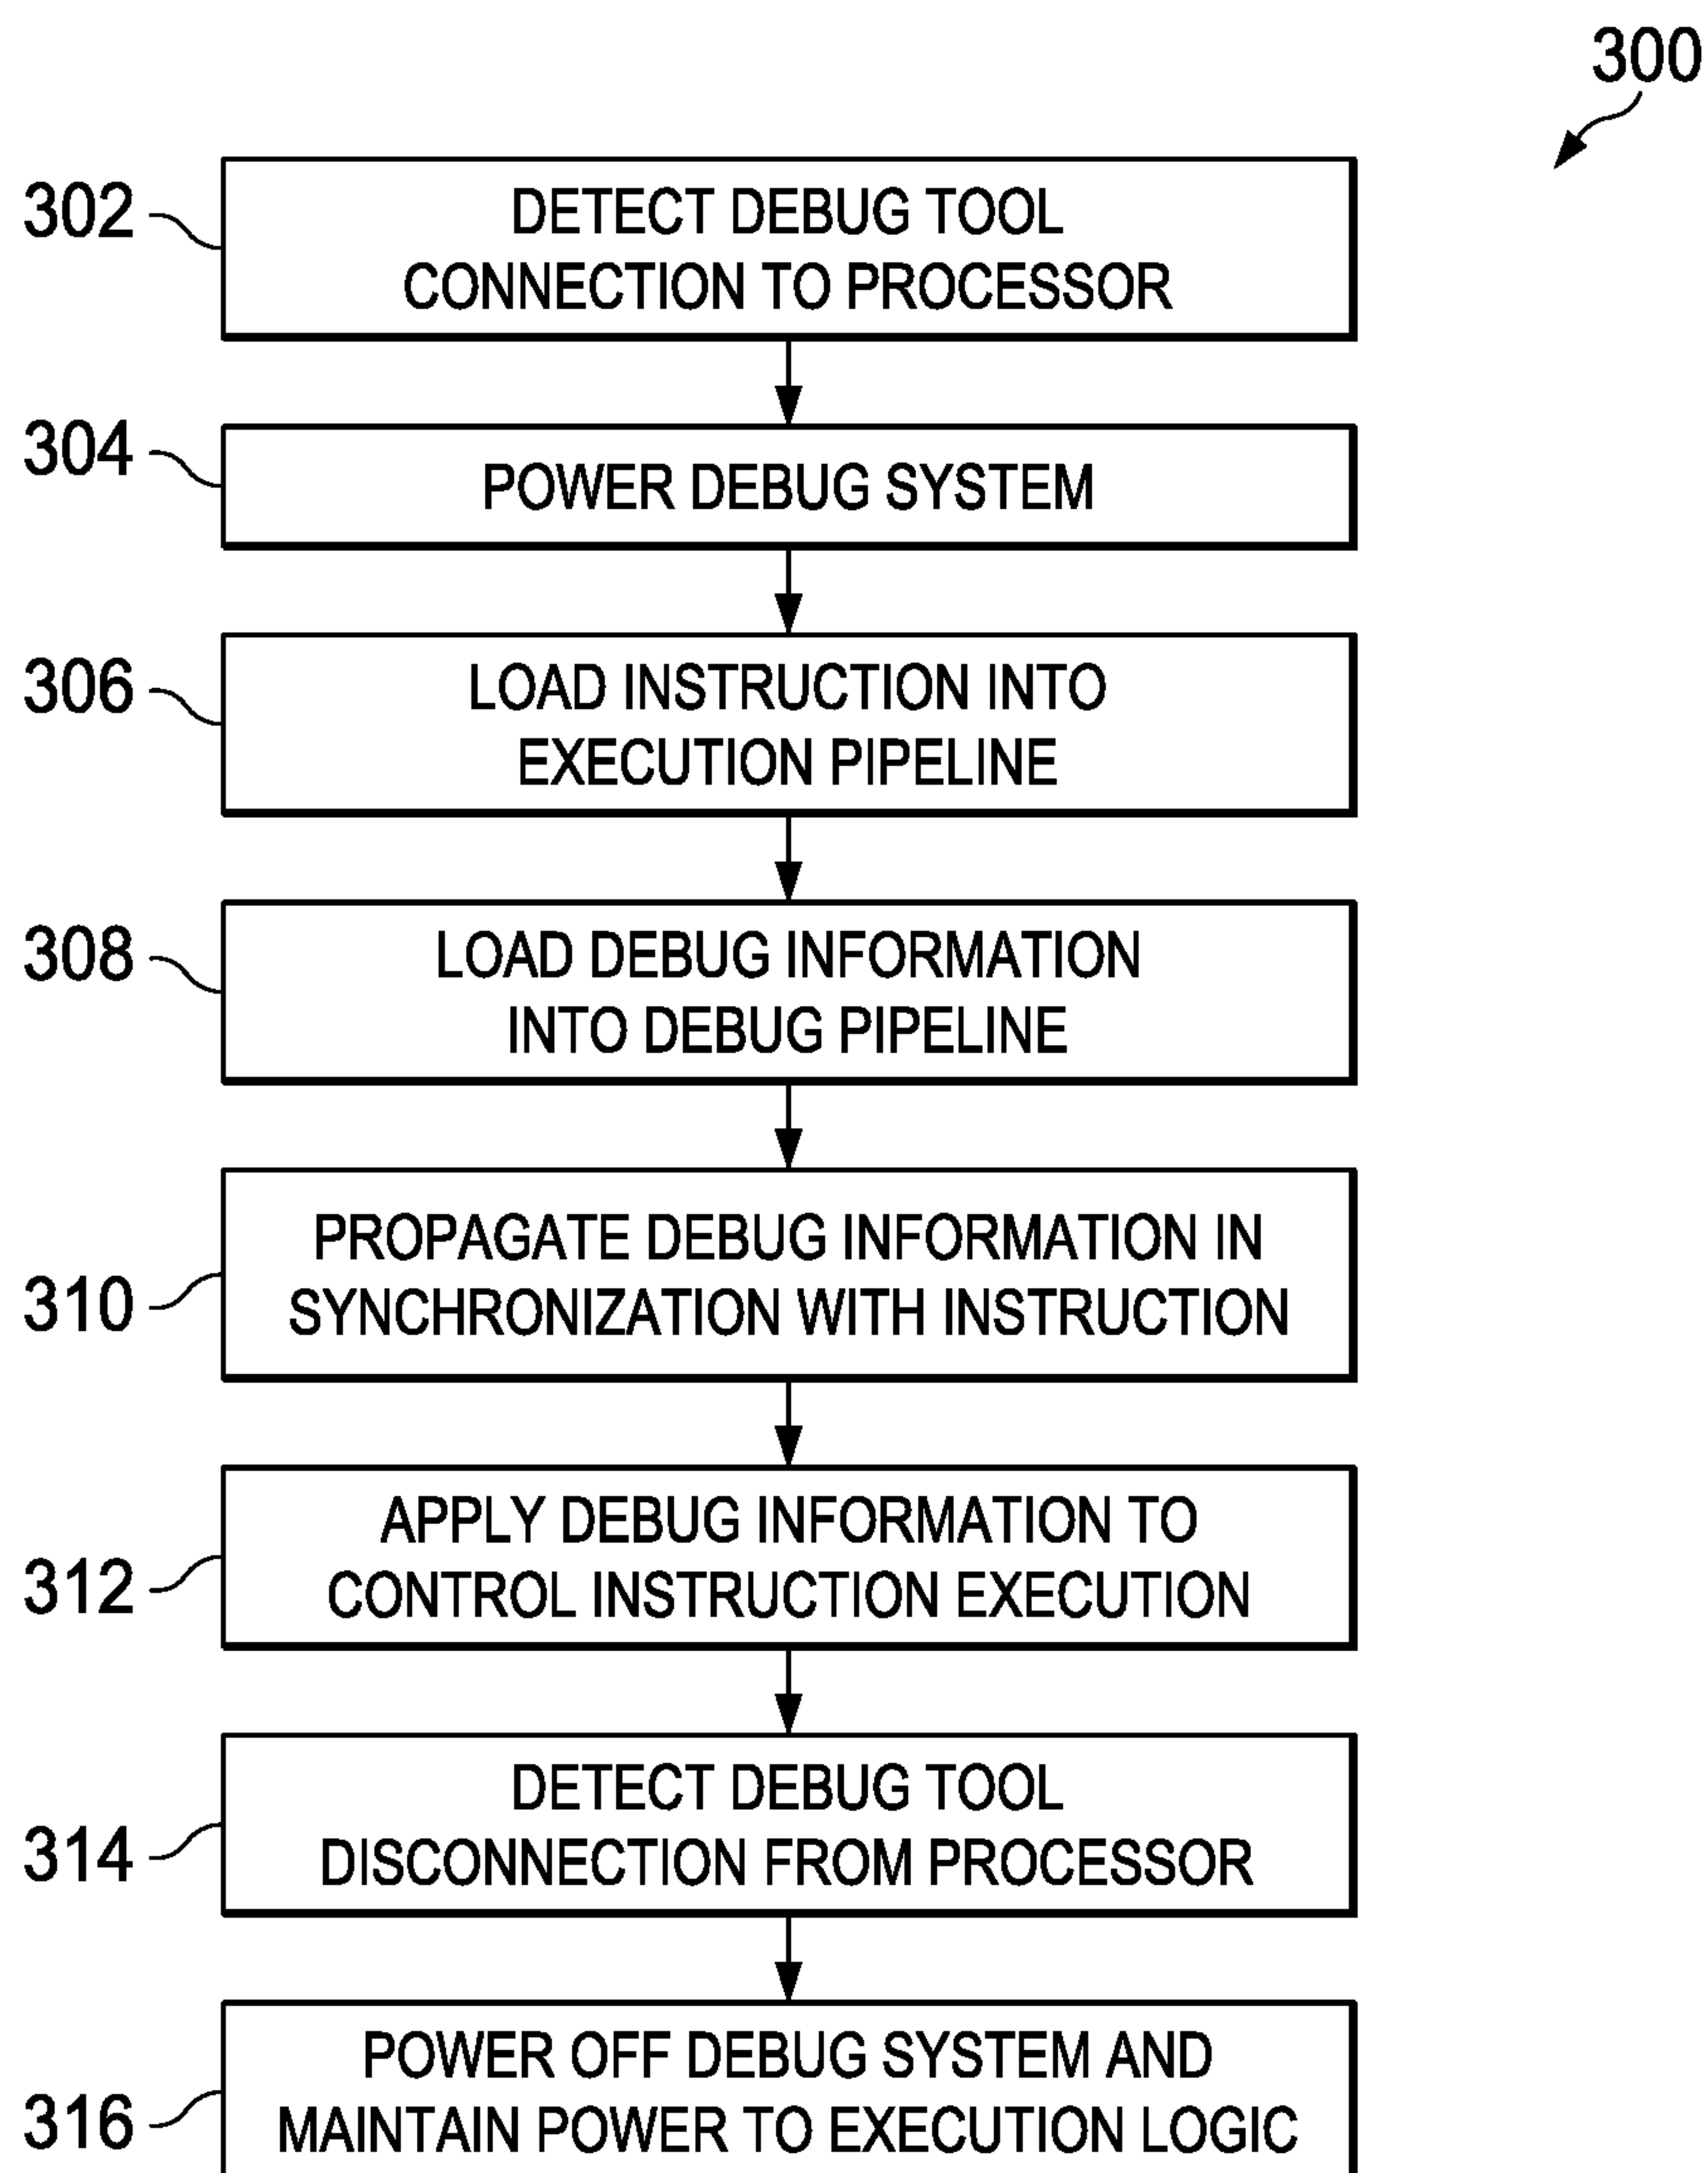 300
302
DETECT DEBUG TOOL
CONNECTION TO PROCESSOR
304
POWER DEBUG SYSTEM
306
LOAD INSTRUCTION INTO
EXECUTION PIPELINE
308
LOAD DEBUG INFORMATION
INTO DEBUG PIPELINE
310
PROPAGATE DEBUG INFORMATION IN
SYNCHRONIZATION WITH INSTRUCTION
312
APPLY DEBUG INFORMATION TO
CONTROL INSTRUCTION EXECUTION
314
DETECT DEBUG TOOL
DISCONNECTION FROM PROCESSOR
316
POWER OFF DEBUG SYSTEM AND
MAINTAIN POWER TO EXECUTION LOGIC